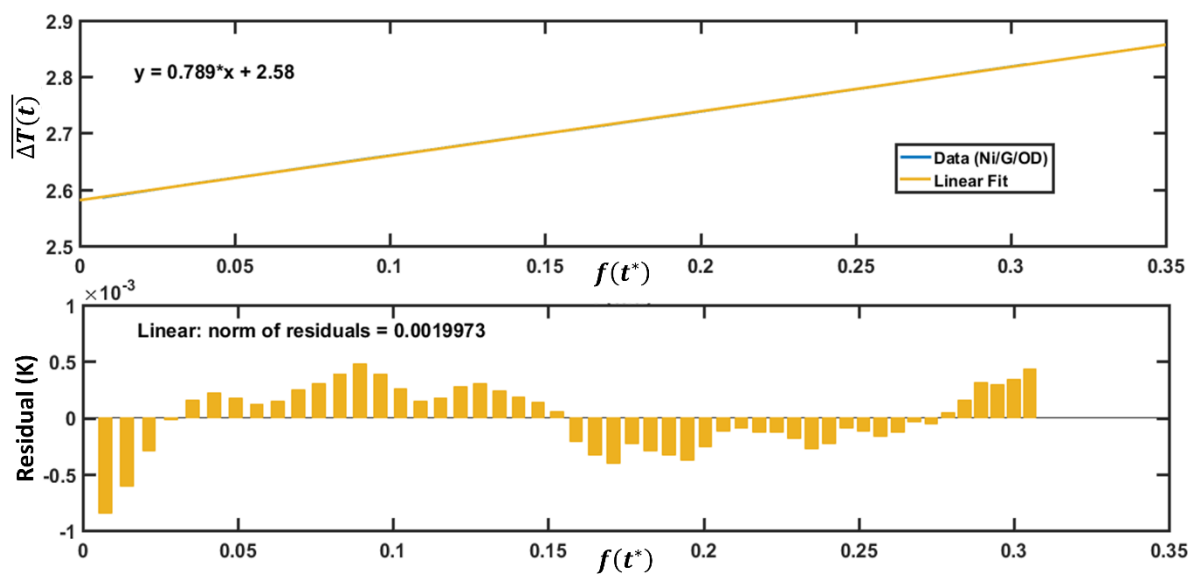 2.9
2.8
2.7
2.6
2.5
\overline{ΔT(t)}
y = 0.789*x + 2.58
Data (Ni/G/OD)
Linear Fit
0 0.05 0.1 0.15 0.2 0.25 0.3 0.35
f(t*)
×10⁻³
1
0.5
0
-0.5
-1
Residual (K)
Linear: norm of residuals = 0.0019973
0 0.05 0.1 0.15 0.2 0.25 0.3 0.35
f(t*)